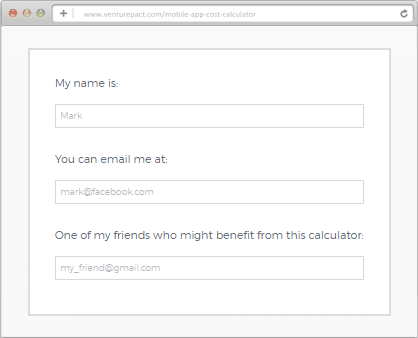 www.venturepact.com/mobile-app-cost-calculator
My name is:
Mark
You can email me at:
mark@facebook.com
One of my friends who might benefit from this calculator:
my_friend@gmail.com